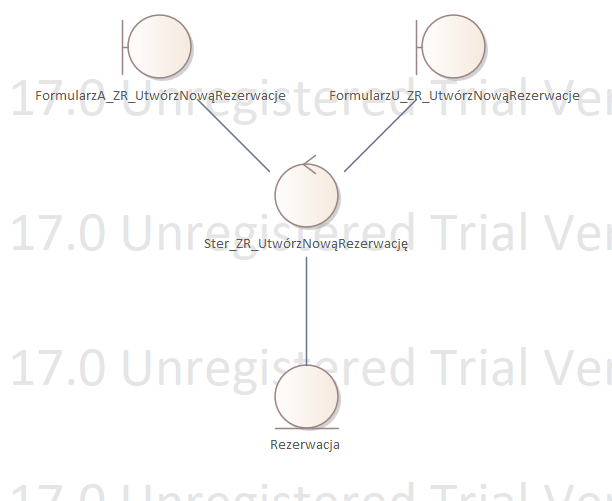 17.0 Unregistered Trial Ver
FormularzA_ZR_UtwórzNowąRezerwacje
FormularzU_ZR_UtwórzNowąRezerwacje
17.0 Unregistered Trial Ver
Ster_ZR_UtwórzNowąRezerwację
17.0 Unregistered Trial Ver
Rezerwacja
17.0 Unregistered Trial Ver